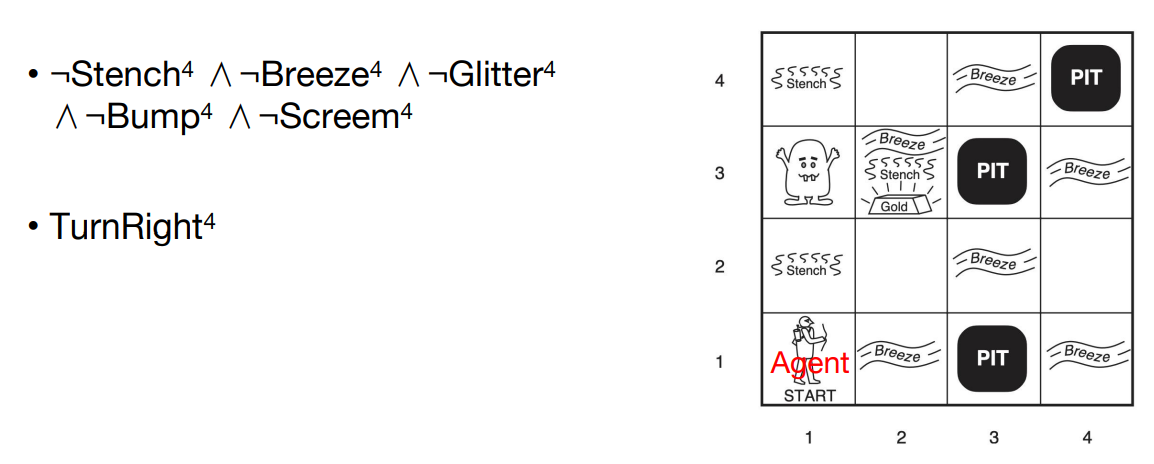 • ¬Stench⁴ ∧ ¬Breeze⁴ ∧ ¬Glitter⁴
∧ ¬Bump⁴ ∧ ¬Screem⁴
• TurnRight⁴
4
Stench
Breeze
PIT
3
Breeze
Stench
Gold
PIT
Breeze
2
Stench
Breeze
1
Agent
START
Breeze
PIT
Breeze
1 2 3 4